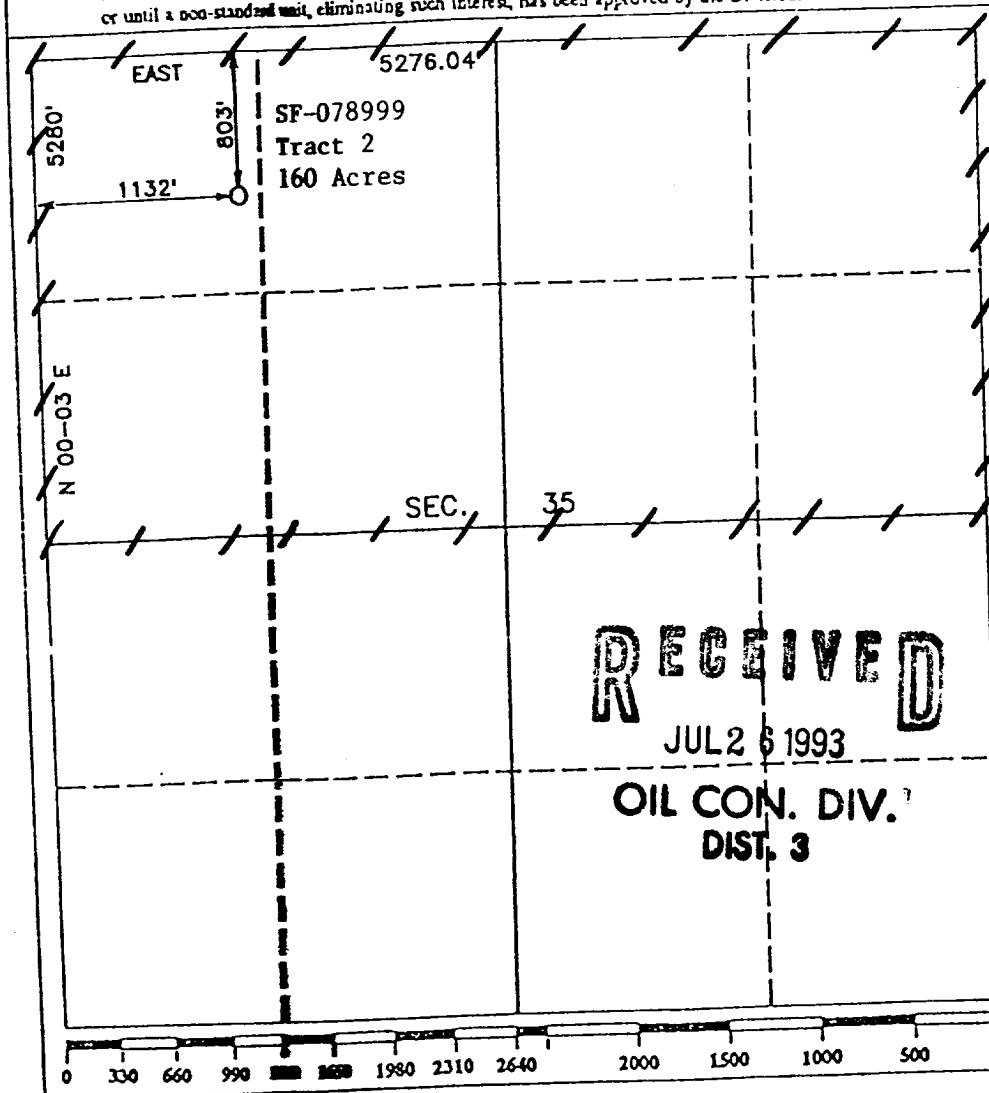 or until a non-standard unit, eliminating such interest, has been approved by the
EAST
5276.04'
5280'
803'
SF-078999
Tract 2
160 Acres
1132'
N 00-03 E
SEC. 35
RECEIVED
JUL 26 1993
OIL CON. DIV.
DIST. 3
0 330 660 990 1650 1980 2310 2640 2000 1500 1000 500